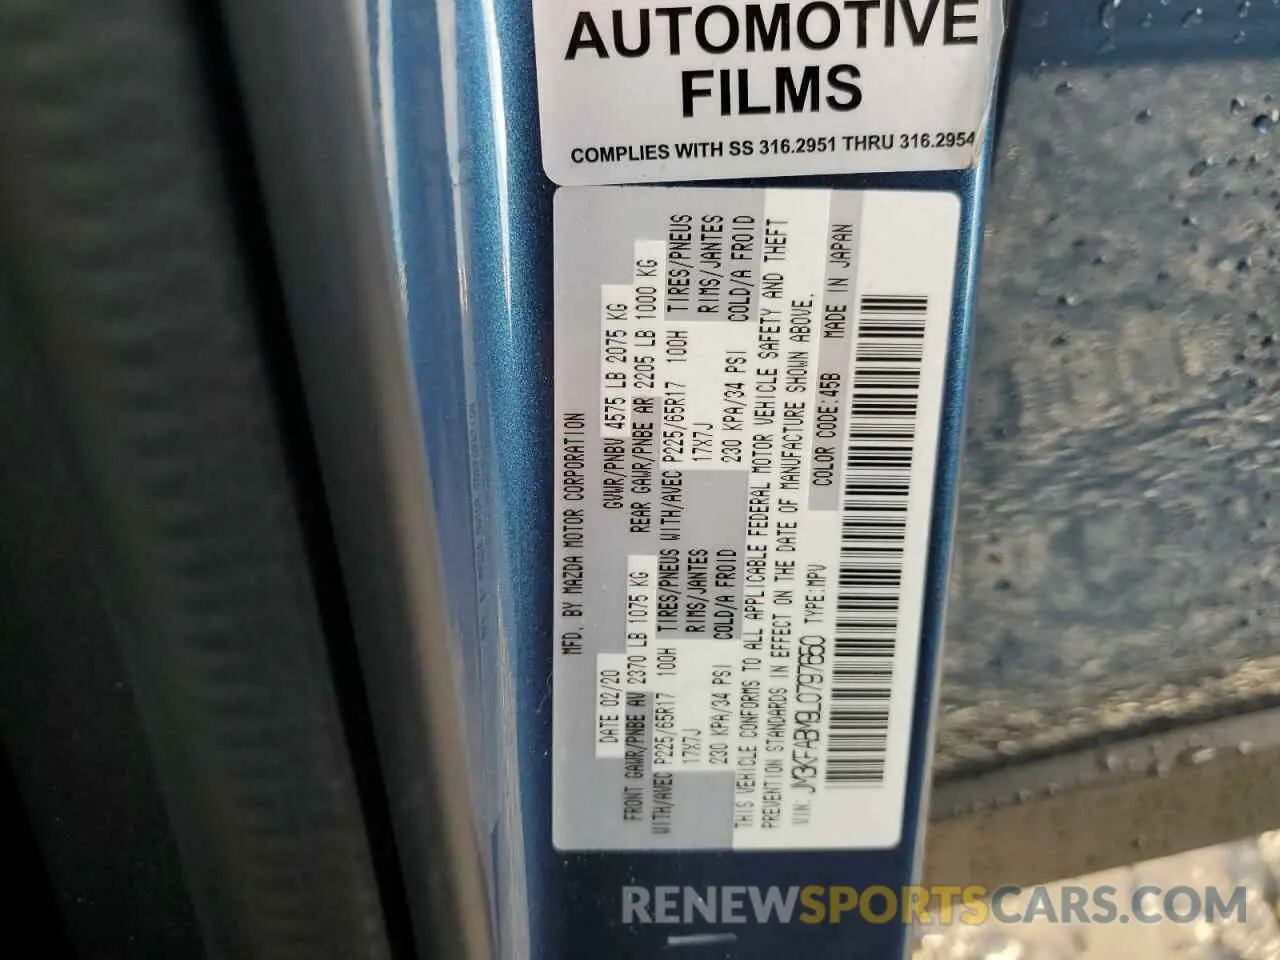 AUTOMOTIVE
FILMS
COMPLIES WITH SS 316.2951 THRU 316.2954
MFD. BY MAZDA MOTOR CORPORATION
DATE 02/20 GVWR/PNBV 4575 LB 2075 KG
FRONT GAWR/PNBE AV 2370 LB 1075 KG REAR GAWR/PNBE AR 2205 LB 1000 KG
WITH/AVEC P225/65R17 100H TIRES/PNEUS WITH/AVEC P225/65R17 100H TIRES/PNEUS
17X7J RIMS/JANTES 17X7J RIMS/JANTES
230 KPA/34 PSI COLD/A FROID 230 KPA/34 PSI COLD/A FROID
THIS VEHICLE CONFORMS TO ALL APPLICABLE FEDERAL MOTOR VEHICLE SAFETY AND THEFT
PREVENTION STANDARDS IN EFFECT ON THE DATE OF MANUFACTURE SHOWN ABOVE.
VIN: JM3KFABM9L0797650 TYPE:MPV COLOR CODE:45B MADE IN JAPAN
RENEWSPORTSCARS.COM